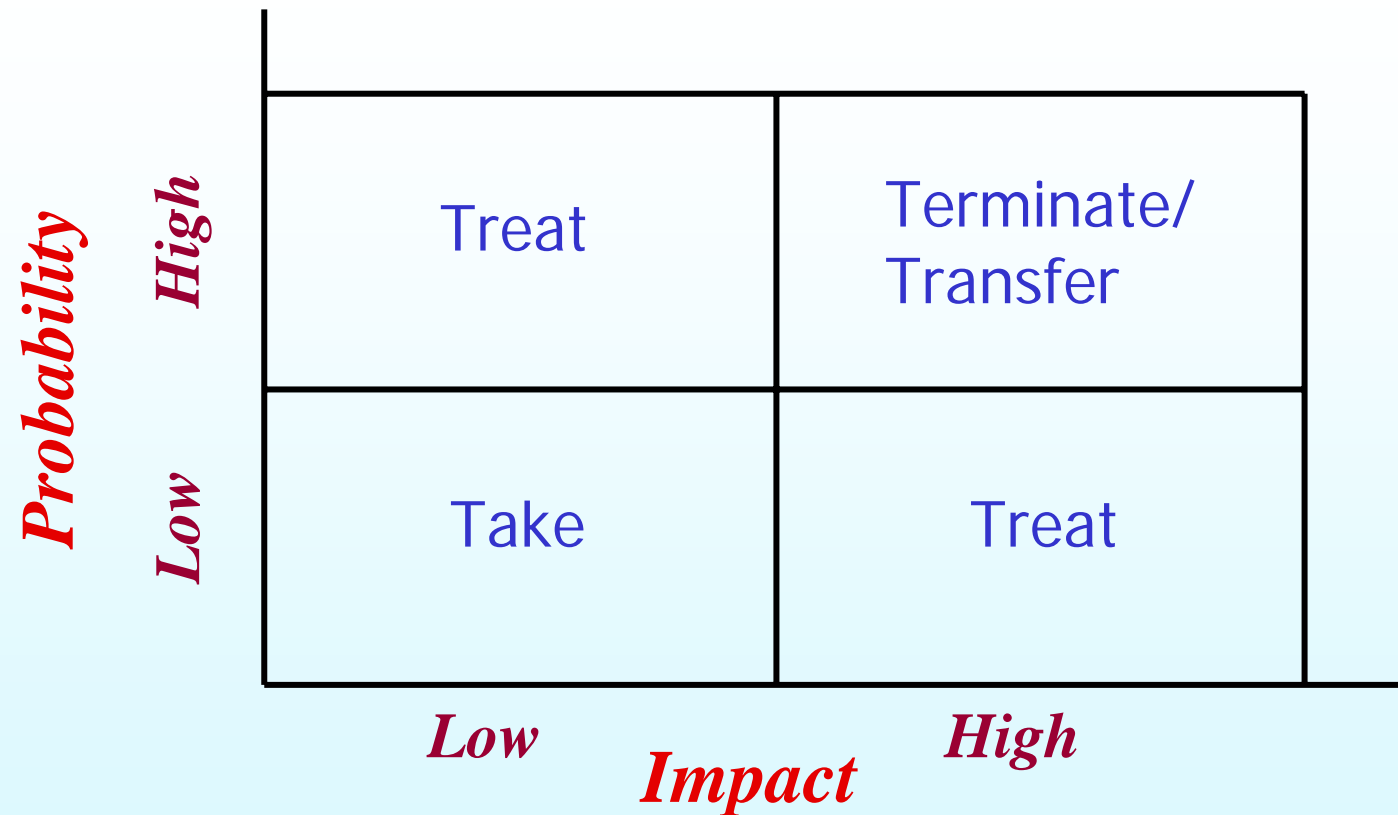 Probability
High
Treat
Terminate/
Transfer
Low
Take
Treat
Low
High
Impact